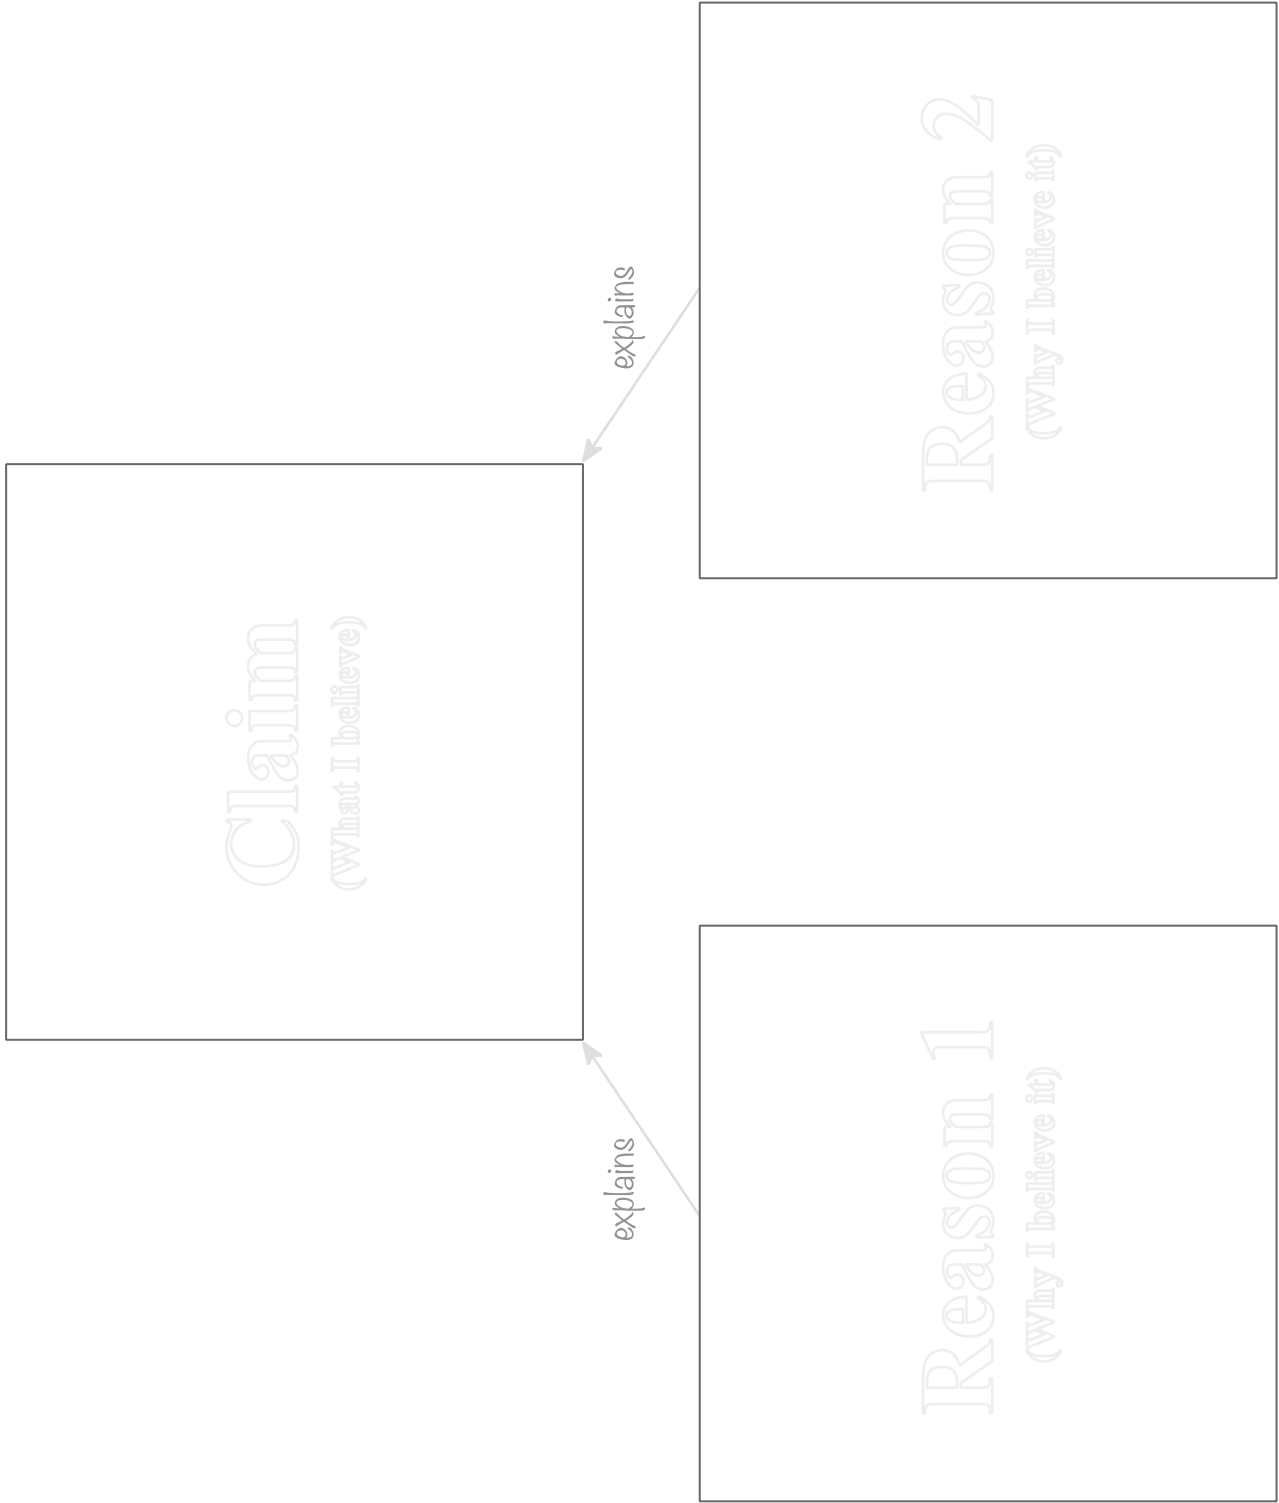 Claim
(What I believe)
explains
explains
Reason 1
(Why I believe it)
Reason 2
(Why I believe it)